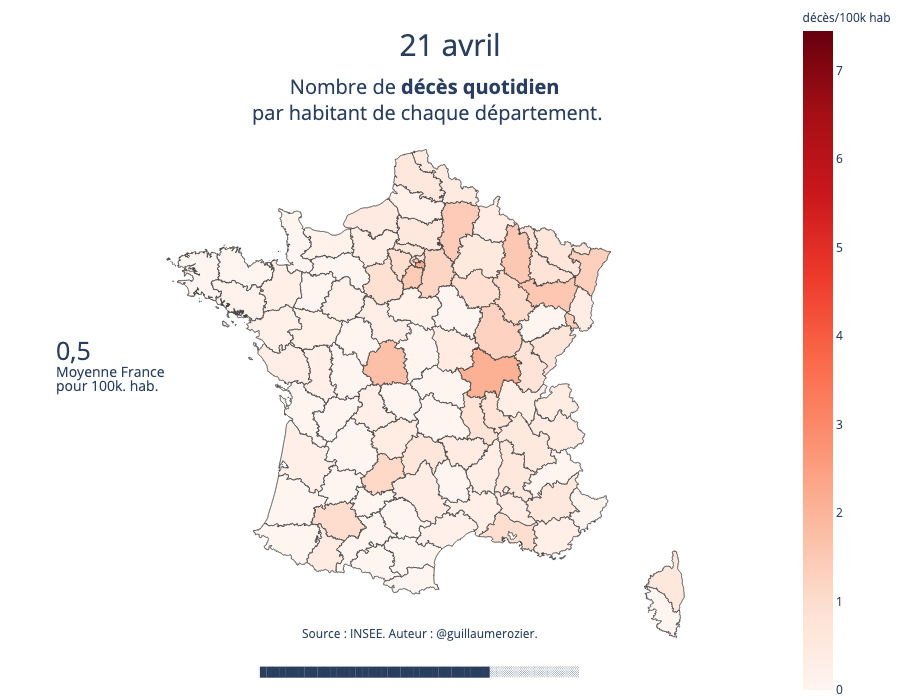 décès/100k hab
21 avril
Nombre de décès quotidien
par habitant de chaque département.
7
6
5
4
3
2
1
0
0,5
Moyenne France
pour 100k. hab.
Source : INSEE. Auteur : @guillaumerozier.